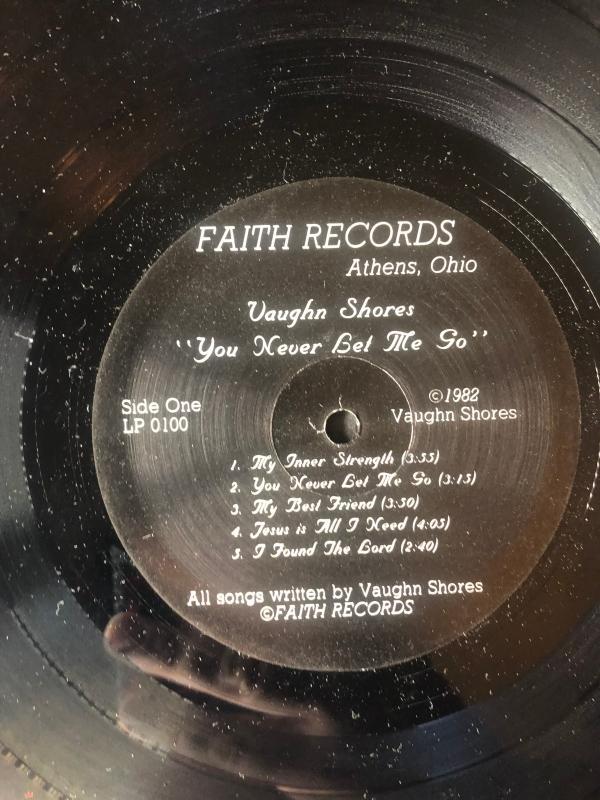 FAITH RECORDS
Athens, Ohio
Vaughn Shores
"You Never Let Me Go"
Side One
LP 0100
©1982
Vaughn Shores
1. My Inner Strength (3:55)
2. You Never Let Me Go (3:15)
3. My Best Friend (3:50)
4. Jesus is All I Need (4:05)
5. I Found The Lord (2:40)
All songs written by Vaughn Shores
©FAITH RECORDS